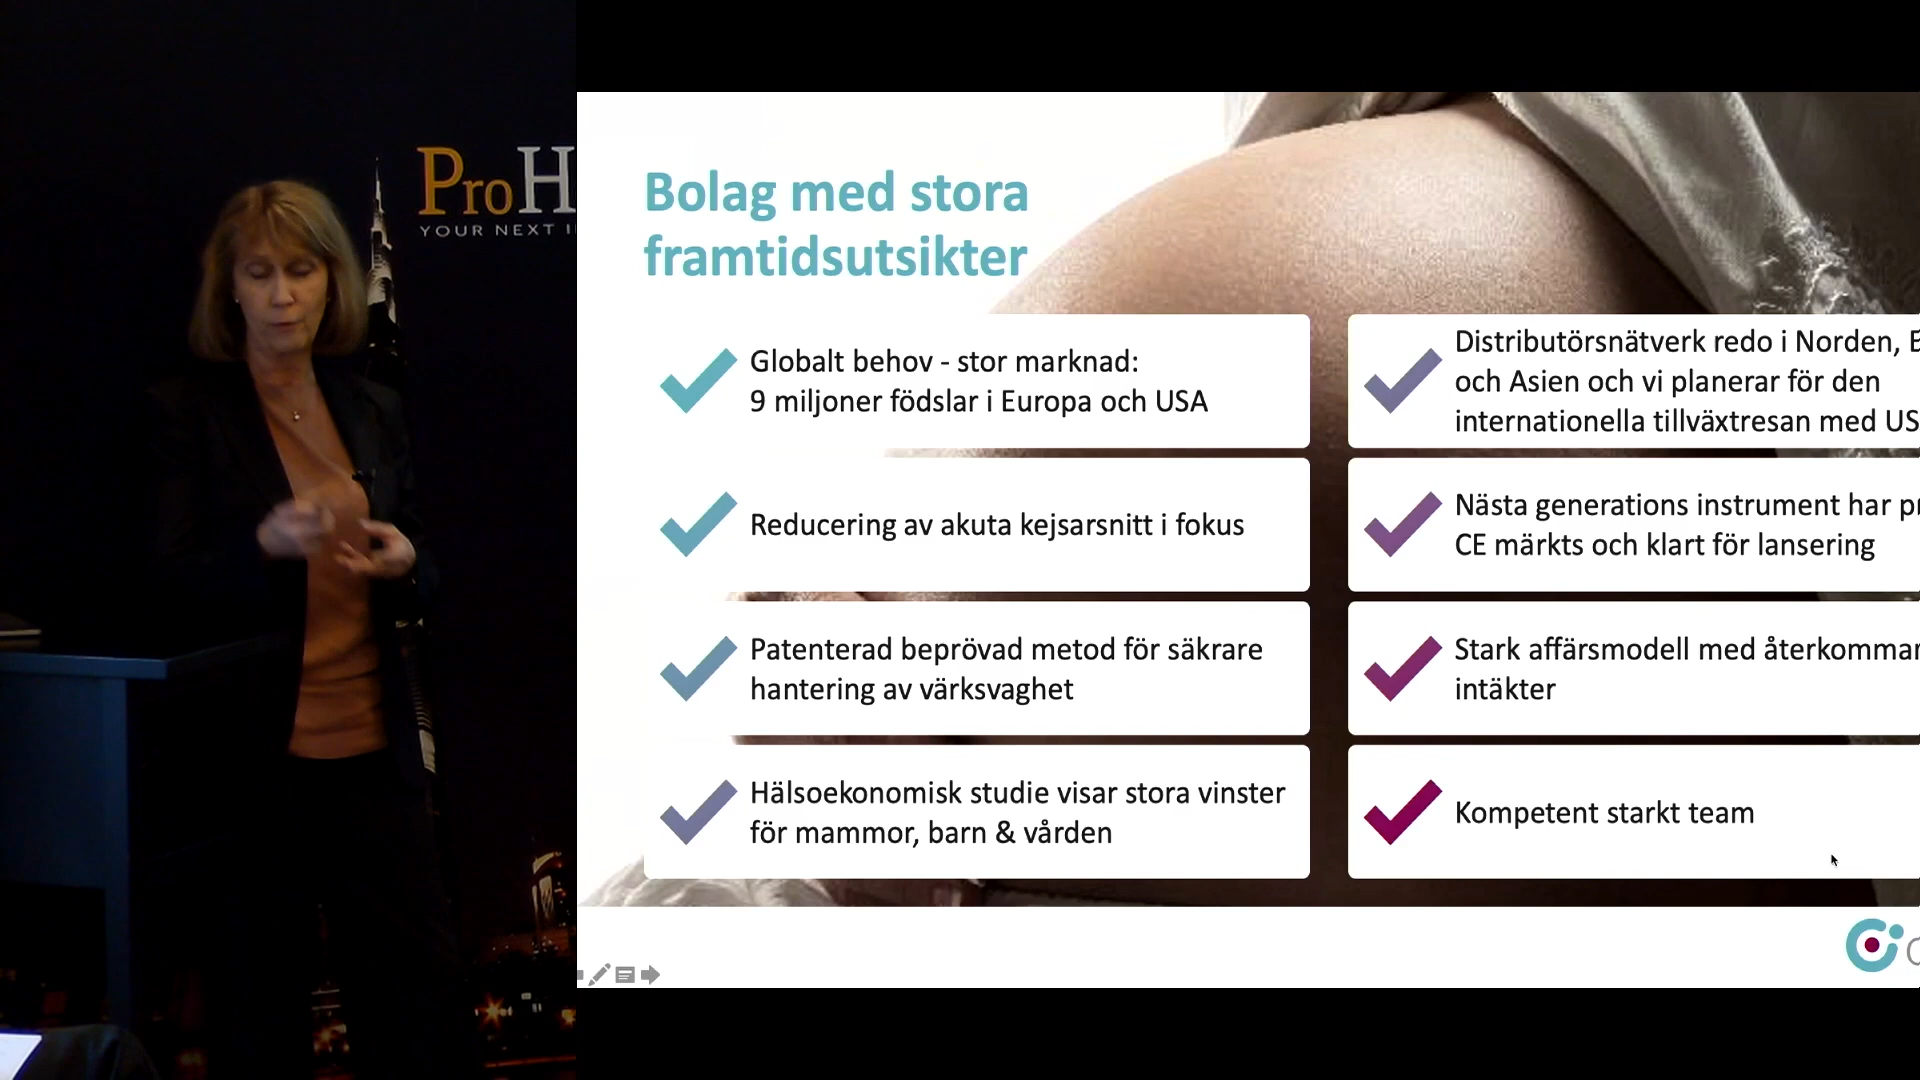 ProH
YOUR NEXT I
Bolag med stora
framtidsutsikter
Globalt behov - stor marknad:
9 miljoner födslar i Europa och USA
Reducering av akuta kejsarsnitt i fokus
Patenterad beprövad metod för säkrare
hantering av värksvaghet
Hälsoekonomisk studie visar stora vinster
för mammor, barn & vården
Distributörsnätverk redo i Norden, E
och Asien och vi planerar för den
internationella tillväxtresan med US
Nästa generations instrument har pr
CE märkts och klart för lansering
Stark affärsmodell med återkommar
intäkter
Kompetent starkt team